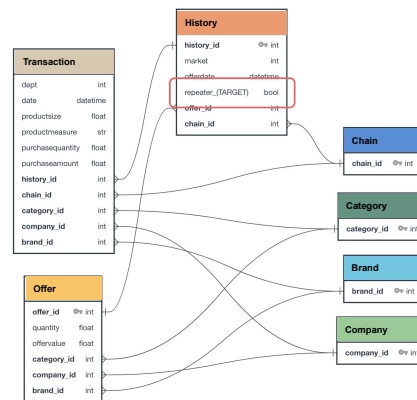 History
history_id int
market int
offerdate datetime
repeater_(TARGET) bool
offer_id int
chain_id int
Transaction
dept int
date datetime
productsize float
productmeasure str
purchasequantity float
purchaseamount float
history_id int
chain_id int
category_id int
company_id int
brand_id int
Chain
chain_id int
Category
category_id int
Brand
brand_id int
Company
company_id int
Offer
offer_id int
quantity float
offervalue float
category_id int
company_id int
brand_id int